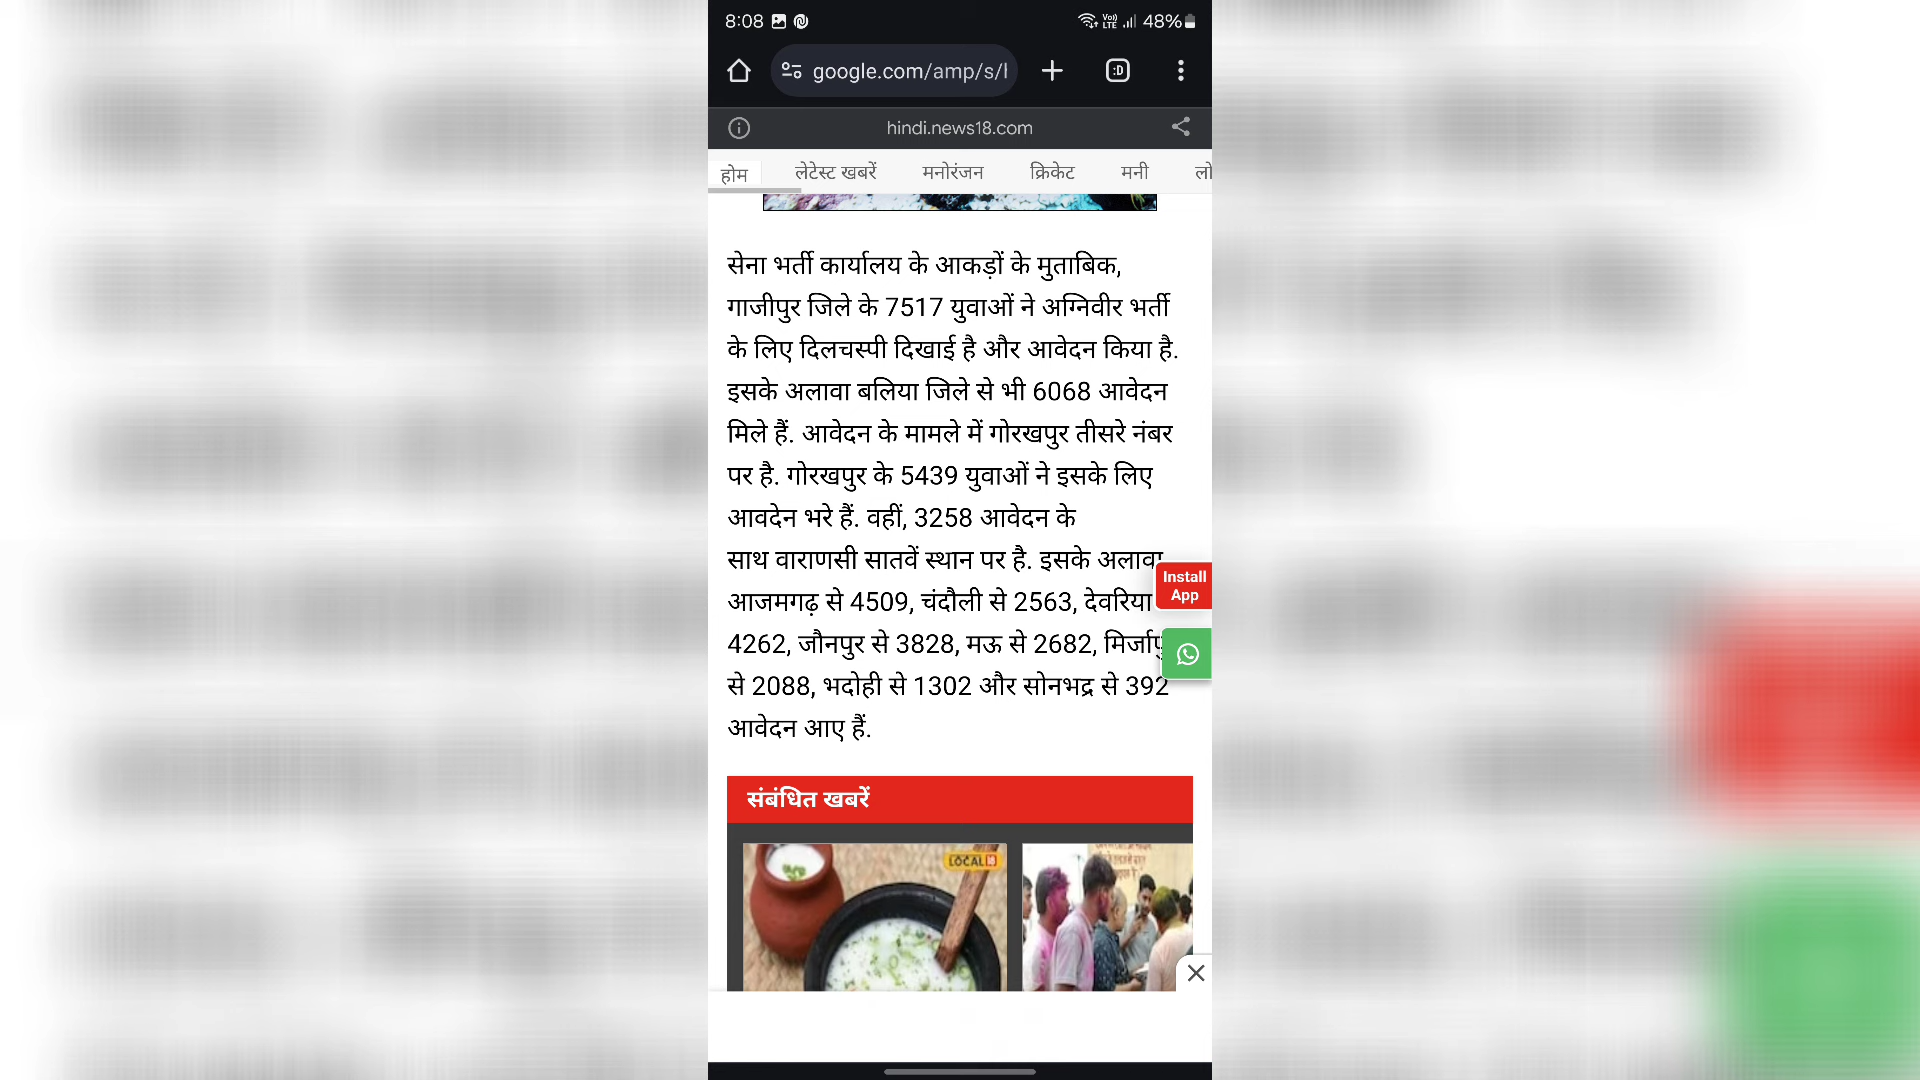 8:08
Vo) LTE 48%
google.com/amp/s/
:D
hindi.news18.com
होम लेटेस्ट खबरें मनोरंजन क्रिकेट मनी लो
सेना भर्ती कार्यालय के आकड़ों के मुताबिक,
गाजीपुर जिले के 7517 युवाओं ने अग्निवीर भर्ती
के लिए दिलचस्पी दिखाई है और आवेदन किया है.
इसके अलावा बलिया जिले से भी 6068 आवेदन
मिले हैं. आवेदन के मामले में गोरखपुर तीसरे नंबर
पर है. गोरखपुर के 5439 युवाओं ने इसके लिए
आवदेन भरे हैं. वहीं, 3258 आवेदन के
साथ वाराणसी सातवें स्थान पर है. इसके अलावा
आजमगढ़ से 4509, चंदौली से 2563, देवरिया
4262, जौनपुर से 3828, मऊ से 2682, मिर्जापु
से 2088, भदोही से 1302 और सोनभद्र से 392
आवेदन आए हैं.
Install
App
संबंधित खबरें
LOCAL 18